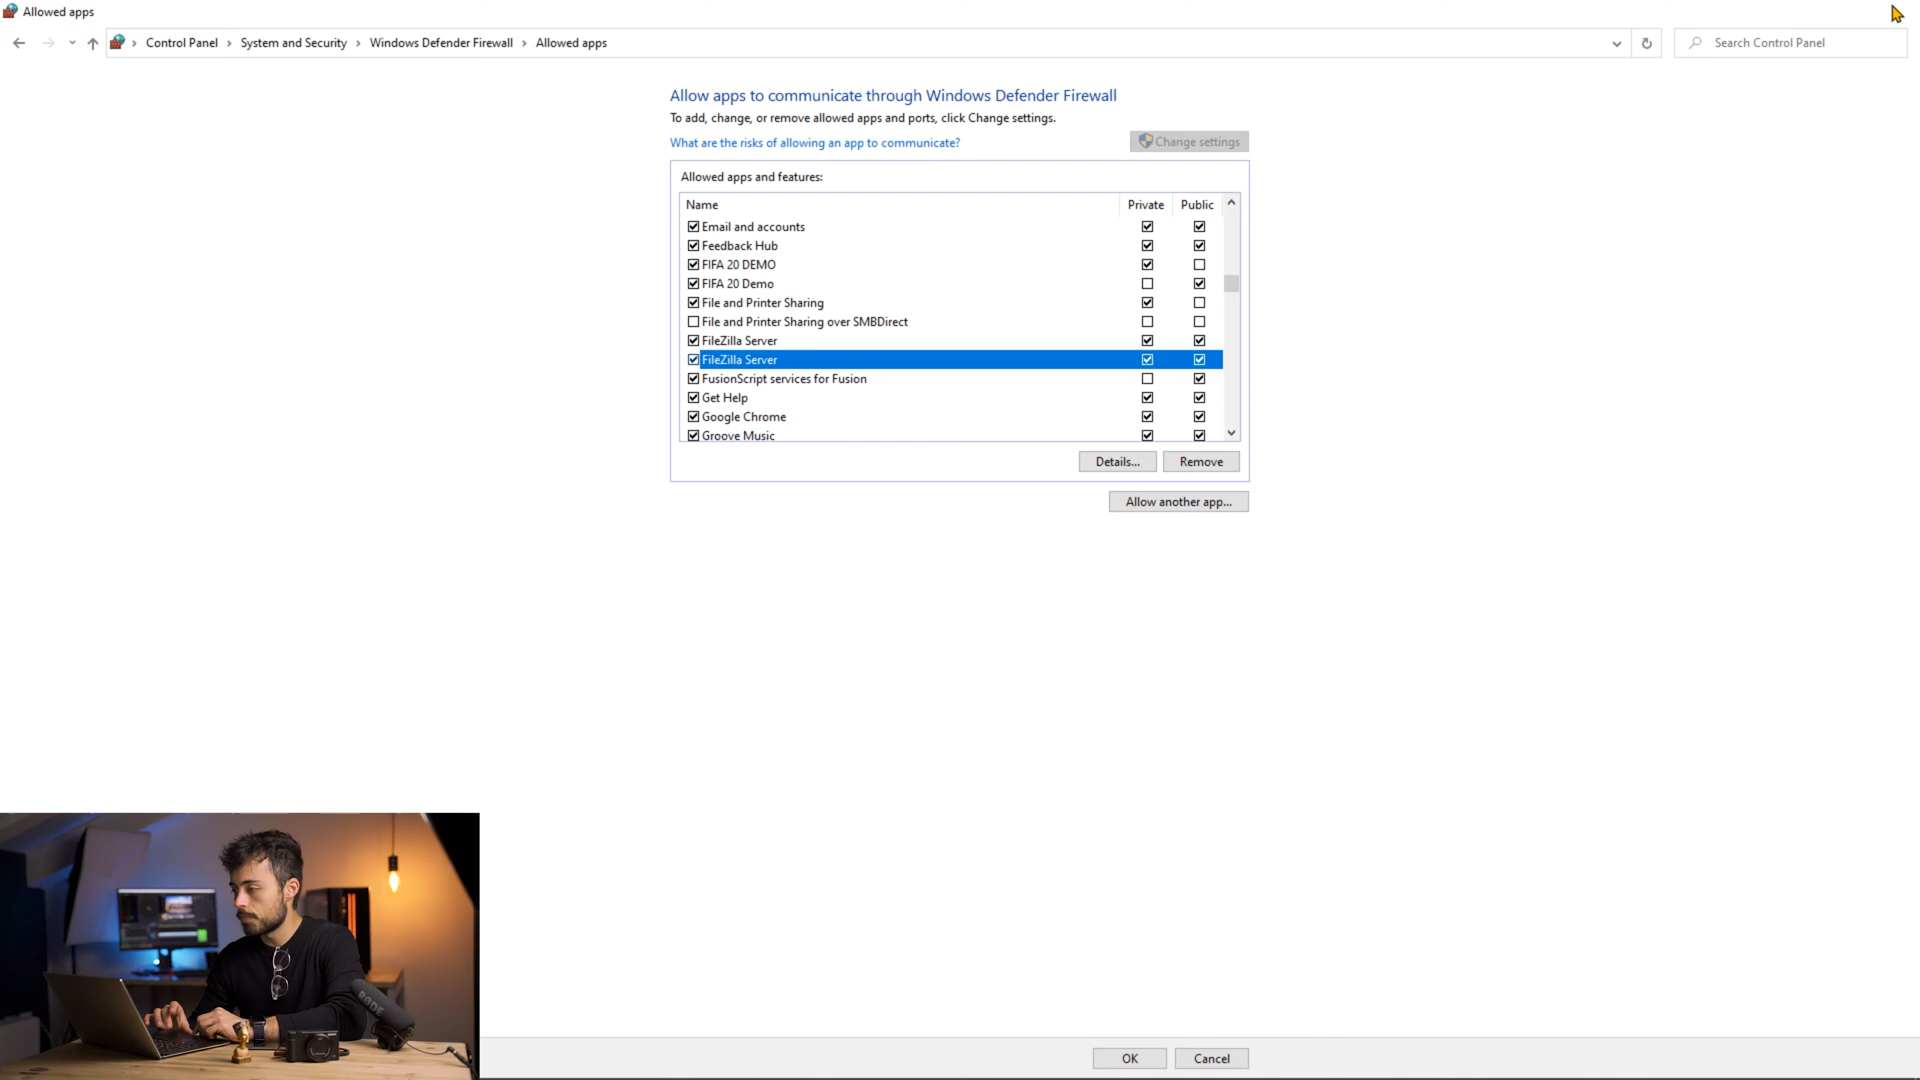 Allowed apps
Control Panel › System and Security › Windows Defender Firewall › Allowed apps
Search Control Panel
Allow apps to communicate through Windows Defender Firewall
To add, change, or remove allowed apps and ports, click Change settings.
What are the risks of allowing an app to communicate?
Change settings
Allowed apps and features:
Name Private Public
Email and accounts
Feedback Hub
FIFA 20 DEMO
FIFA 20 Demo
File and Printer Sharing
File and Printer Sharing over SMBDirect
FileZilla Server
FileZilla Server
FusionScript services for Fusion
Get Help
Google Chrome
Groove Music
Details... Remove
Allow another app...
RODE
OK Cancel